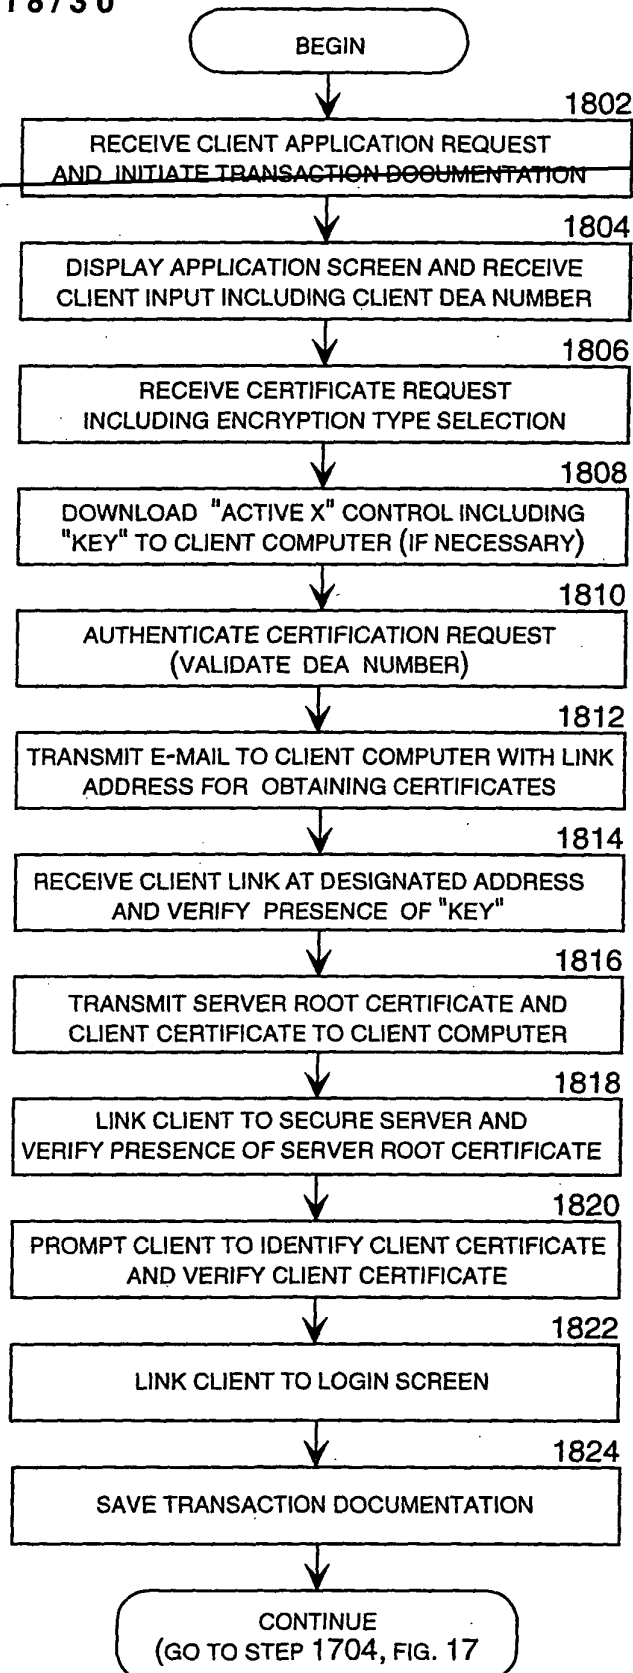 18/30
BEGIN
1802
RECEIVE CLIENT APPLICATION REQUEST
AND INITIATE TRANSACTION DOCUMENTATION
1804
DISPLAY APPLICATION SCREEN AND RECEIVE
CLIENT INPUT INCLUDING CLIENT DEA NUMBER
1806
RECEIVE CERTIFICATE REQUEST
INCLUDING ENCRYPTION TYPE SELECTION
1808
DOWNLOAD "ACTIVE X" CONTROL INCLUDING
"KEY" TO CLIENT COMPUTER (IF NECESSARY)
1810
AUTHENTICATE CERTIFICATION REQUEST
(VALIDATE DEA NUMBER)
1812
TRANSMIT E-MAIL TO CLIENT COMPUTER WITH LINK
ADDRESS FOR OBTAINING CERTIFICATES
1814
RECEIVE CLIENT LINK AT DESIGNATED ADDRESS
AND VERIFY PRESENCE OF "KEY"
1816
TRANSMIT SERVER ROOT CERTIFICATE AND
CLIENT CERTIFICATE TO CLIENT COMPUTER
1818
LINK CLIENT TO SECURE SERVER AND
VERIFY PRESENCE OF SERVER ROOT CERTIFICATE
1820
PROMPT CLIENT TO IDENTIFY CLIENT CERTIFICATE
AND VERIFY CLIENT CERTIFICATE
1822
LINK CLIENT TO LOGIN SCREEN
1824
SAVE TRANSACTION DOCUMENTATION
CONTINUE
(GO TO STEP 1704, FIG. 17